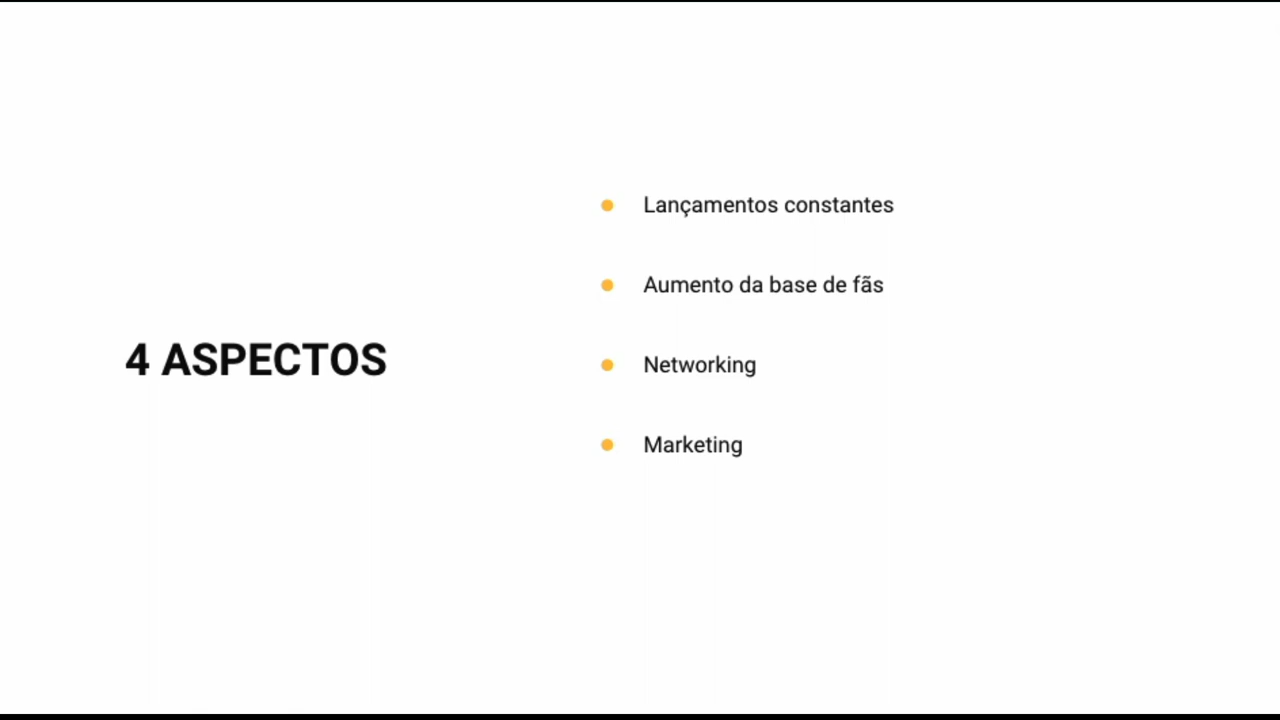 4 ASPECTOS
Lançamentos constantes
Aumento da base de fãs
Networking
Marketing